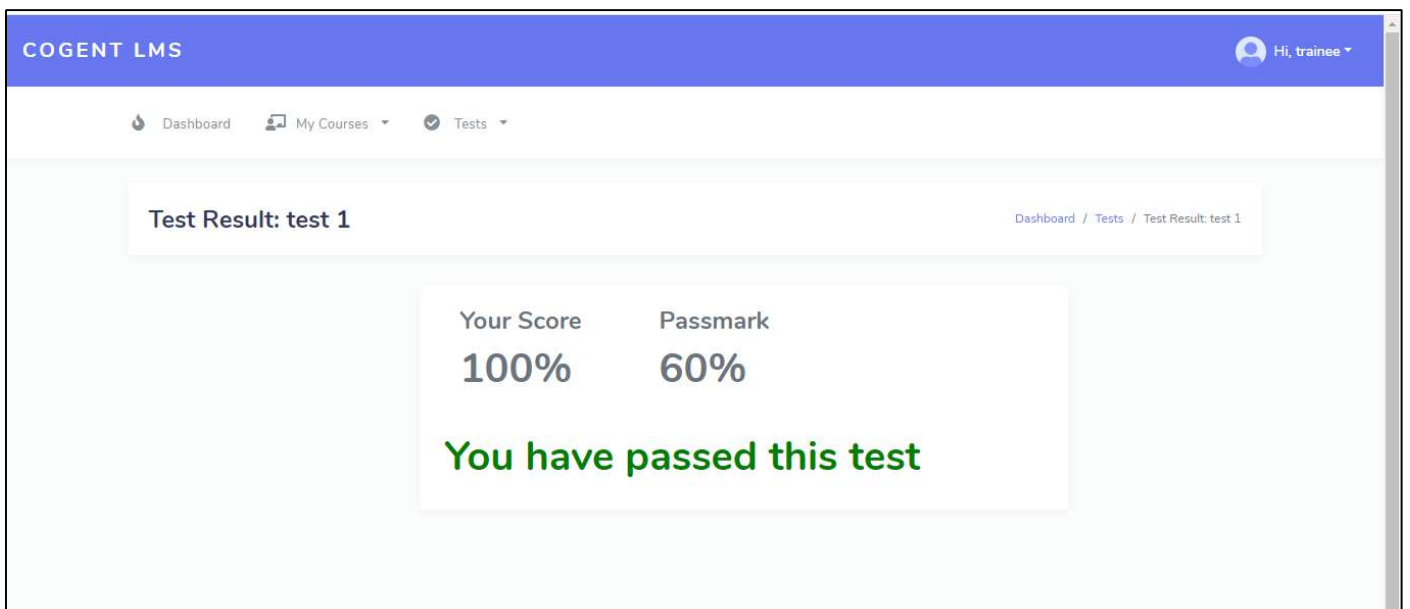 COGENT LMS
Hi, trainee
Dashboard My Courses Tests
Test Result: test 1
Dashboard / Tests / Test Result: test 1
Your Score Passmark
100% 60%
You have passed this test